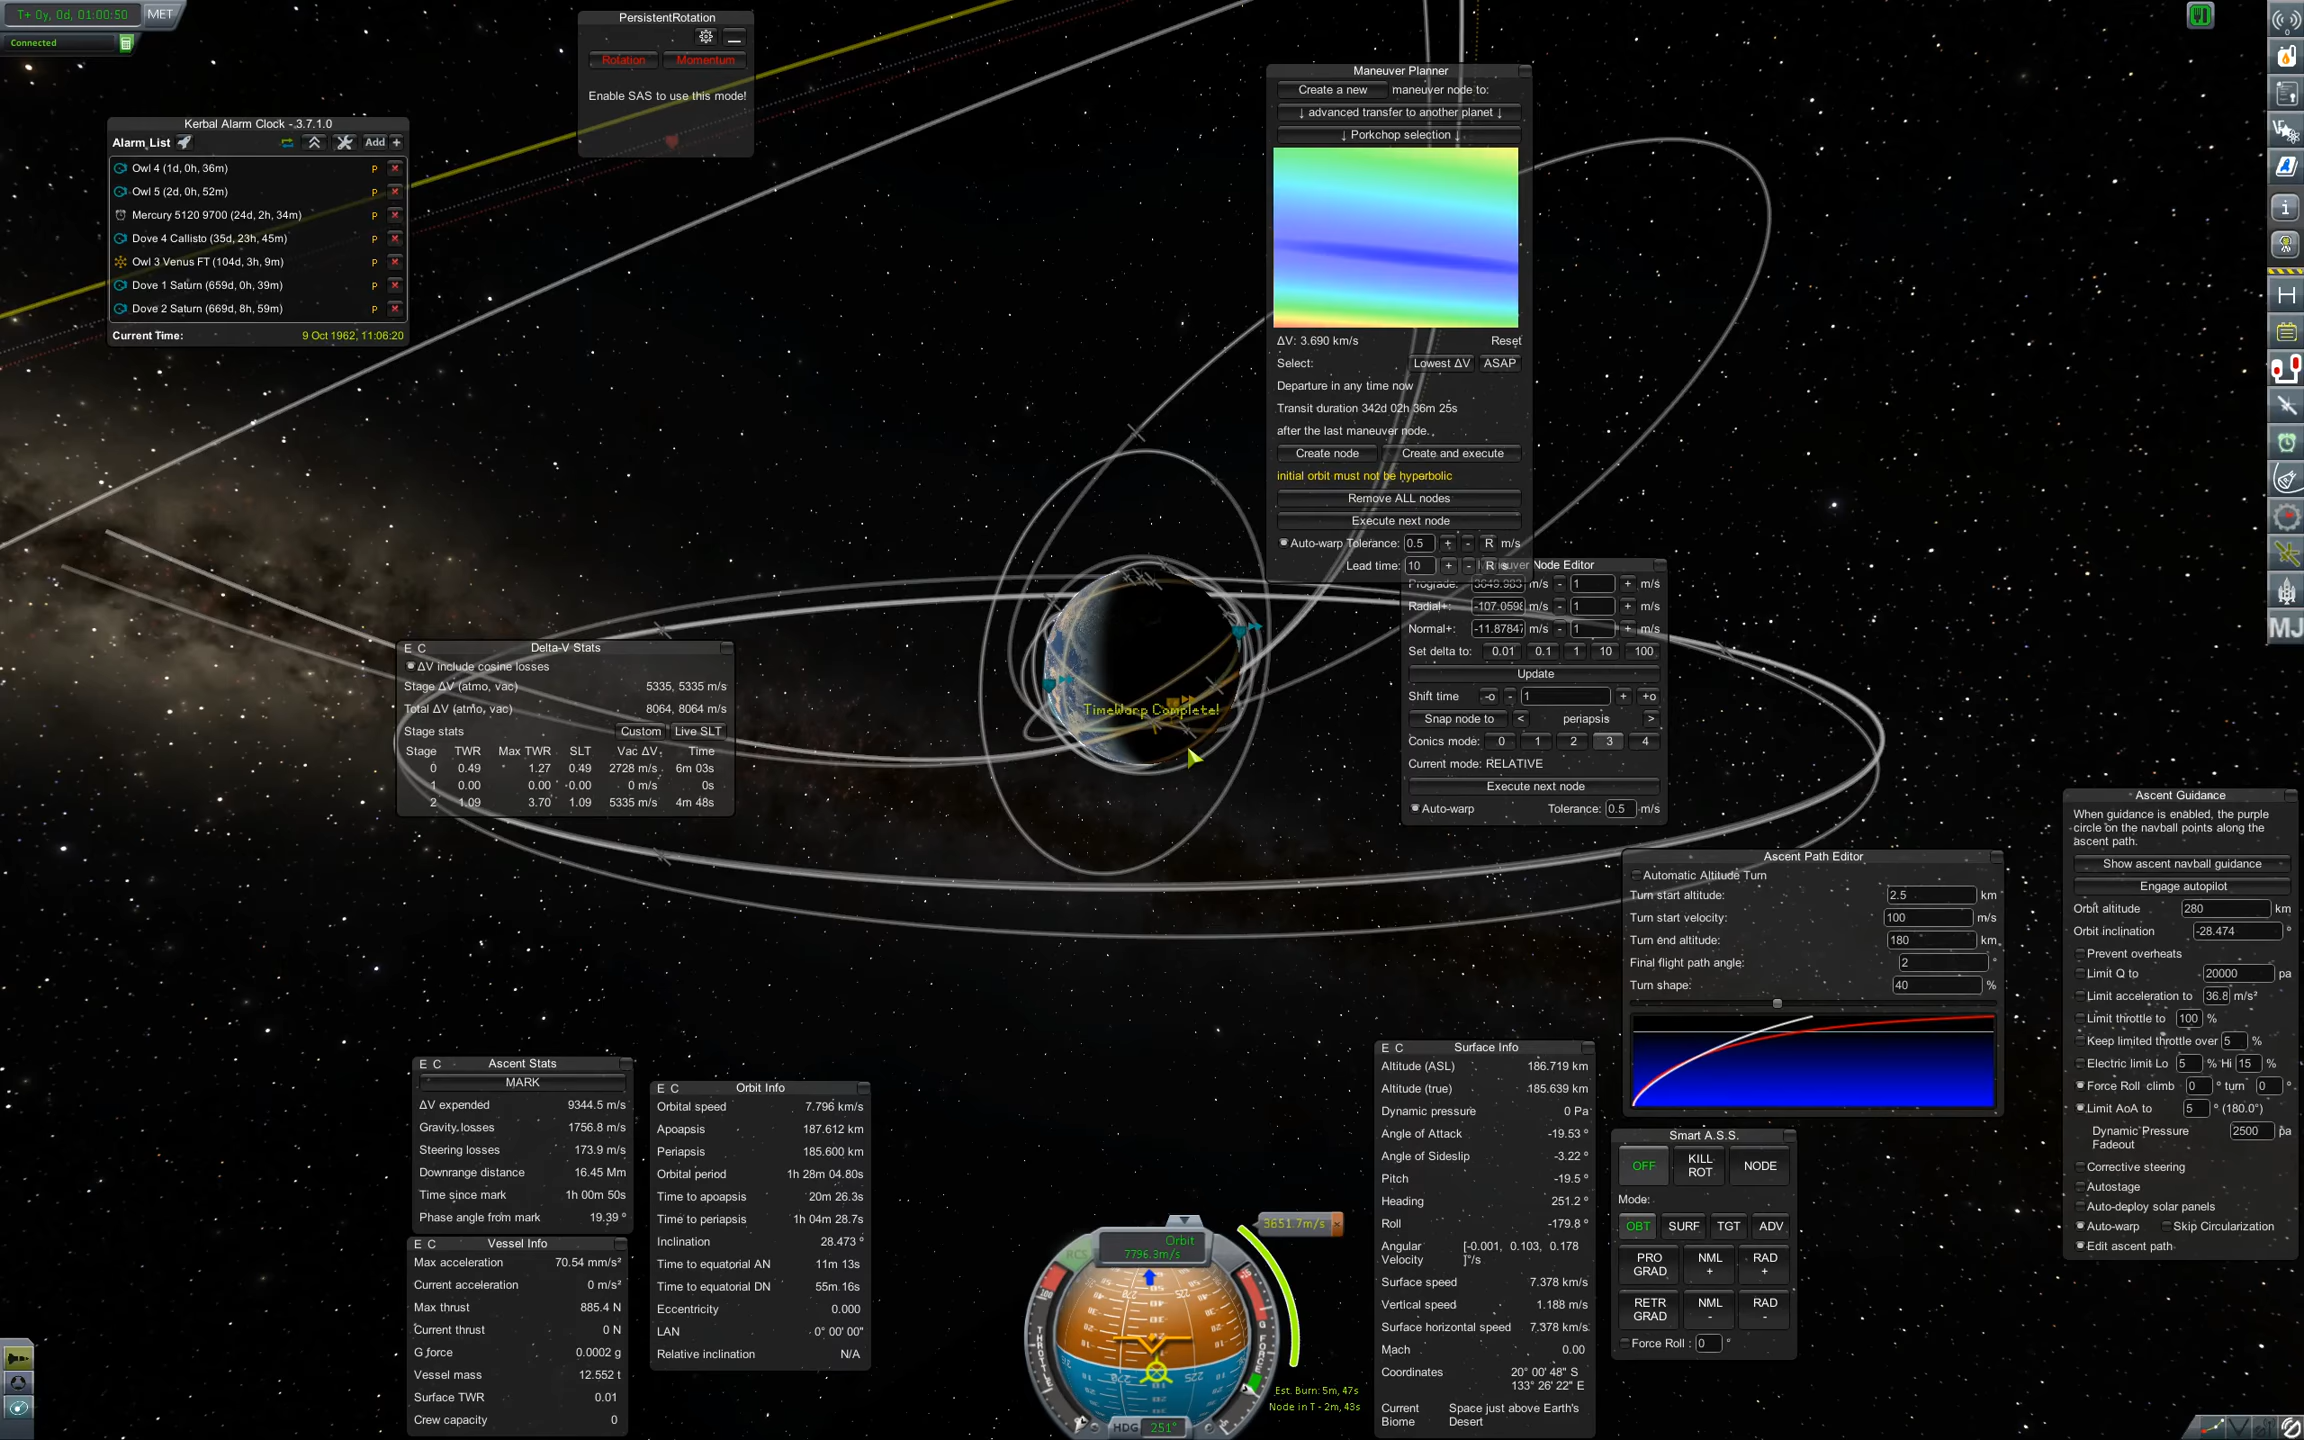 T+ 0y, 0d, 01:00:50 MET
Connected
PersistentRotation
Rotation Momentum
Enable SAS to use this mode!
Kerbal Alarm Clock - 3.7.1.0
Alarm List Add +
Owl 4 (1d, 0h, 36m) P
Owl 5 (2d, 0h, 52m) P
Mercury 5120 9700 (24d, 2h, 34m) P
Dove 4 Callisto (35d, 23h, 45m) P
Owl 3 Venus FT (104d, 3h, 9m) P
Dove 1 Saturn (659d, 0h, 39m) P
Dove 2 Saturn (669d, 8h, 59m) P
Current Time: 9 Oct 1962, 11:06:20
Maneuver Planner
Create a new maneuver node to:
↓ advanced transfer to another planet ↓
↓ Porkchop selection ↓
ΔV: 3.690 km/s Reset
Select: Lowest ΔV ASAP
Departure in any time now
Transit duration 342d 02h 36m 25s
after the last maneuver node.
Create node Create and execute
initial orbit must not be hyperbolic
Remove ALL nodes
Execute next node
Auto-warp Tolerance: 0.5 + - R m/s
Lead time: 10 + - R s
Node Editor
Prograde: 3649.983 m/s - 1 + m/s
Radial+: -107.0598 m/s - 1 + m/s
Normal+: -11.87847 m/s - 1 + m/s
Set delta to: 0.01 0.1 1 10 100
Update
Shift time -o - 1 + +o
Snap node to < periapsis >
Conics mode: 0 1 2 3 4
Current mode: RELATIVE
Execute next node
Auto-warp Tolerance: 0.5 m/s
TimeWarp Complete!
E C Delta-V Stats
ΔV include cosine losses
Stage ΔV (atmo, vac) 5335, 5335 m/s
Total ΔV (atmo, vac) 8064, 8064 m/s
Stage stats Custom Live SLT
Stage TWR Max TWR SLT Vac ΔV Time
0 0.49 1.27 0.49 2728 m/s 6m 03s
1 0.00 0.00 -0.00 0 m/s 0s
2 1.09 3.70 1.09 5335 m/s 4m 48s
MJ
Ascent Guidance
When guidance is enabled, the purple
circle on the navball points along the
ascent path.
Show ascent navball guidance
Engage autopilot
Orbit altitude 280 km
Orbit inclination -28.474 °
Prevent overheats
Limit Q to 20000 pa
Limit acceleration to 36.8 m/s²
Limit throttle to 100 %
Keep limited throttle over 5 %
Electric limit Lo 5 % Hi 15 %
Force Roll climb 0 ° turn 0 °
Limit AoA to 5 ° (180.0°)
Dynamic Pressure 2500 pa
Fadeout
Corrective steering
Autostage
Auto-deploy solar panels
Auto-warp Skip Circularization
Edit ascent path
Ascent Path Editor
Automatic Altitude Turn
Turn start altitude: 2.5 km
Turn start velocity: 100 m/s
Turn end altitude: 180 km
Final flight path angle: 2 °
Turn shape: 40 %
E C Ascent Stats
MARK
ΔV expended 9344.5 m/s
Gravity losses 1756.8 m/s
Steering losses 173.9 m/s
Downrange distance 16.45 Mm
Time since mark 1h 00m 50s
Phase angle from mark 19.39 °
E C Vessel Info
Max acceleration 70.54 mm/s²
Current acceleration 0 m/s²
Max thrust 885.4 N
Current thrust 0 N
G force 0.0002 g
Vessel mass 12.552 t
Surface TWR 0.01
Crew capacity 0
E C Orbit Info
Orbital speed 7.796 km/s
Apoapsis 187.612 km
Periapsis 185.600 km
Orbital period 1h 28m 04.80s
Time to apoapsis 20m 26.3s
Time to periapsis 1h 04m 28.7s
Inclination 28.473 °
Time to equatorial AN 11m 13s
Time to equatorial DN 55m 16s
Eccentricity 0.000
LAN 0° 00' 00"
Relative inclination N/A
RCS Orbit
7796.3m/s
3651.7m/s
THROTTLE
G FORCE
HDG 251°
Est. Burn: 5m, 47s
Node in T - 2m, 43s
E C Surface Info
Altitude (ASL) 186.719 km
Altitude (true) 185.639 km
Dynamic pressure 0 Pa
Angle of Attack -19.53 °
Angle of Sideslip -3.22 °
Pitch -19.5 °
Heading 251.2 °
Roll -179.8 °
Angular [-0.001, 0.103, 0.178
Velocity ]°/s
Surface speed 7.378 km/s
Vertical speed 1.188 m/s
Surface horizontal speed 7.378 km/s
Mach 0.00
Coordinates 20° 00' 48" S
133° 26' 22" E
Current Space just above Earth's
Biome Desert
Smart A.S.S.
OFF KILL ROT NODE
Mode:
OBT SURF TGT ADV
PRO GRAD NML + RAD +
RETR GRAD NML - RAD -
Force Roll : 0 °